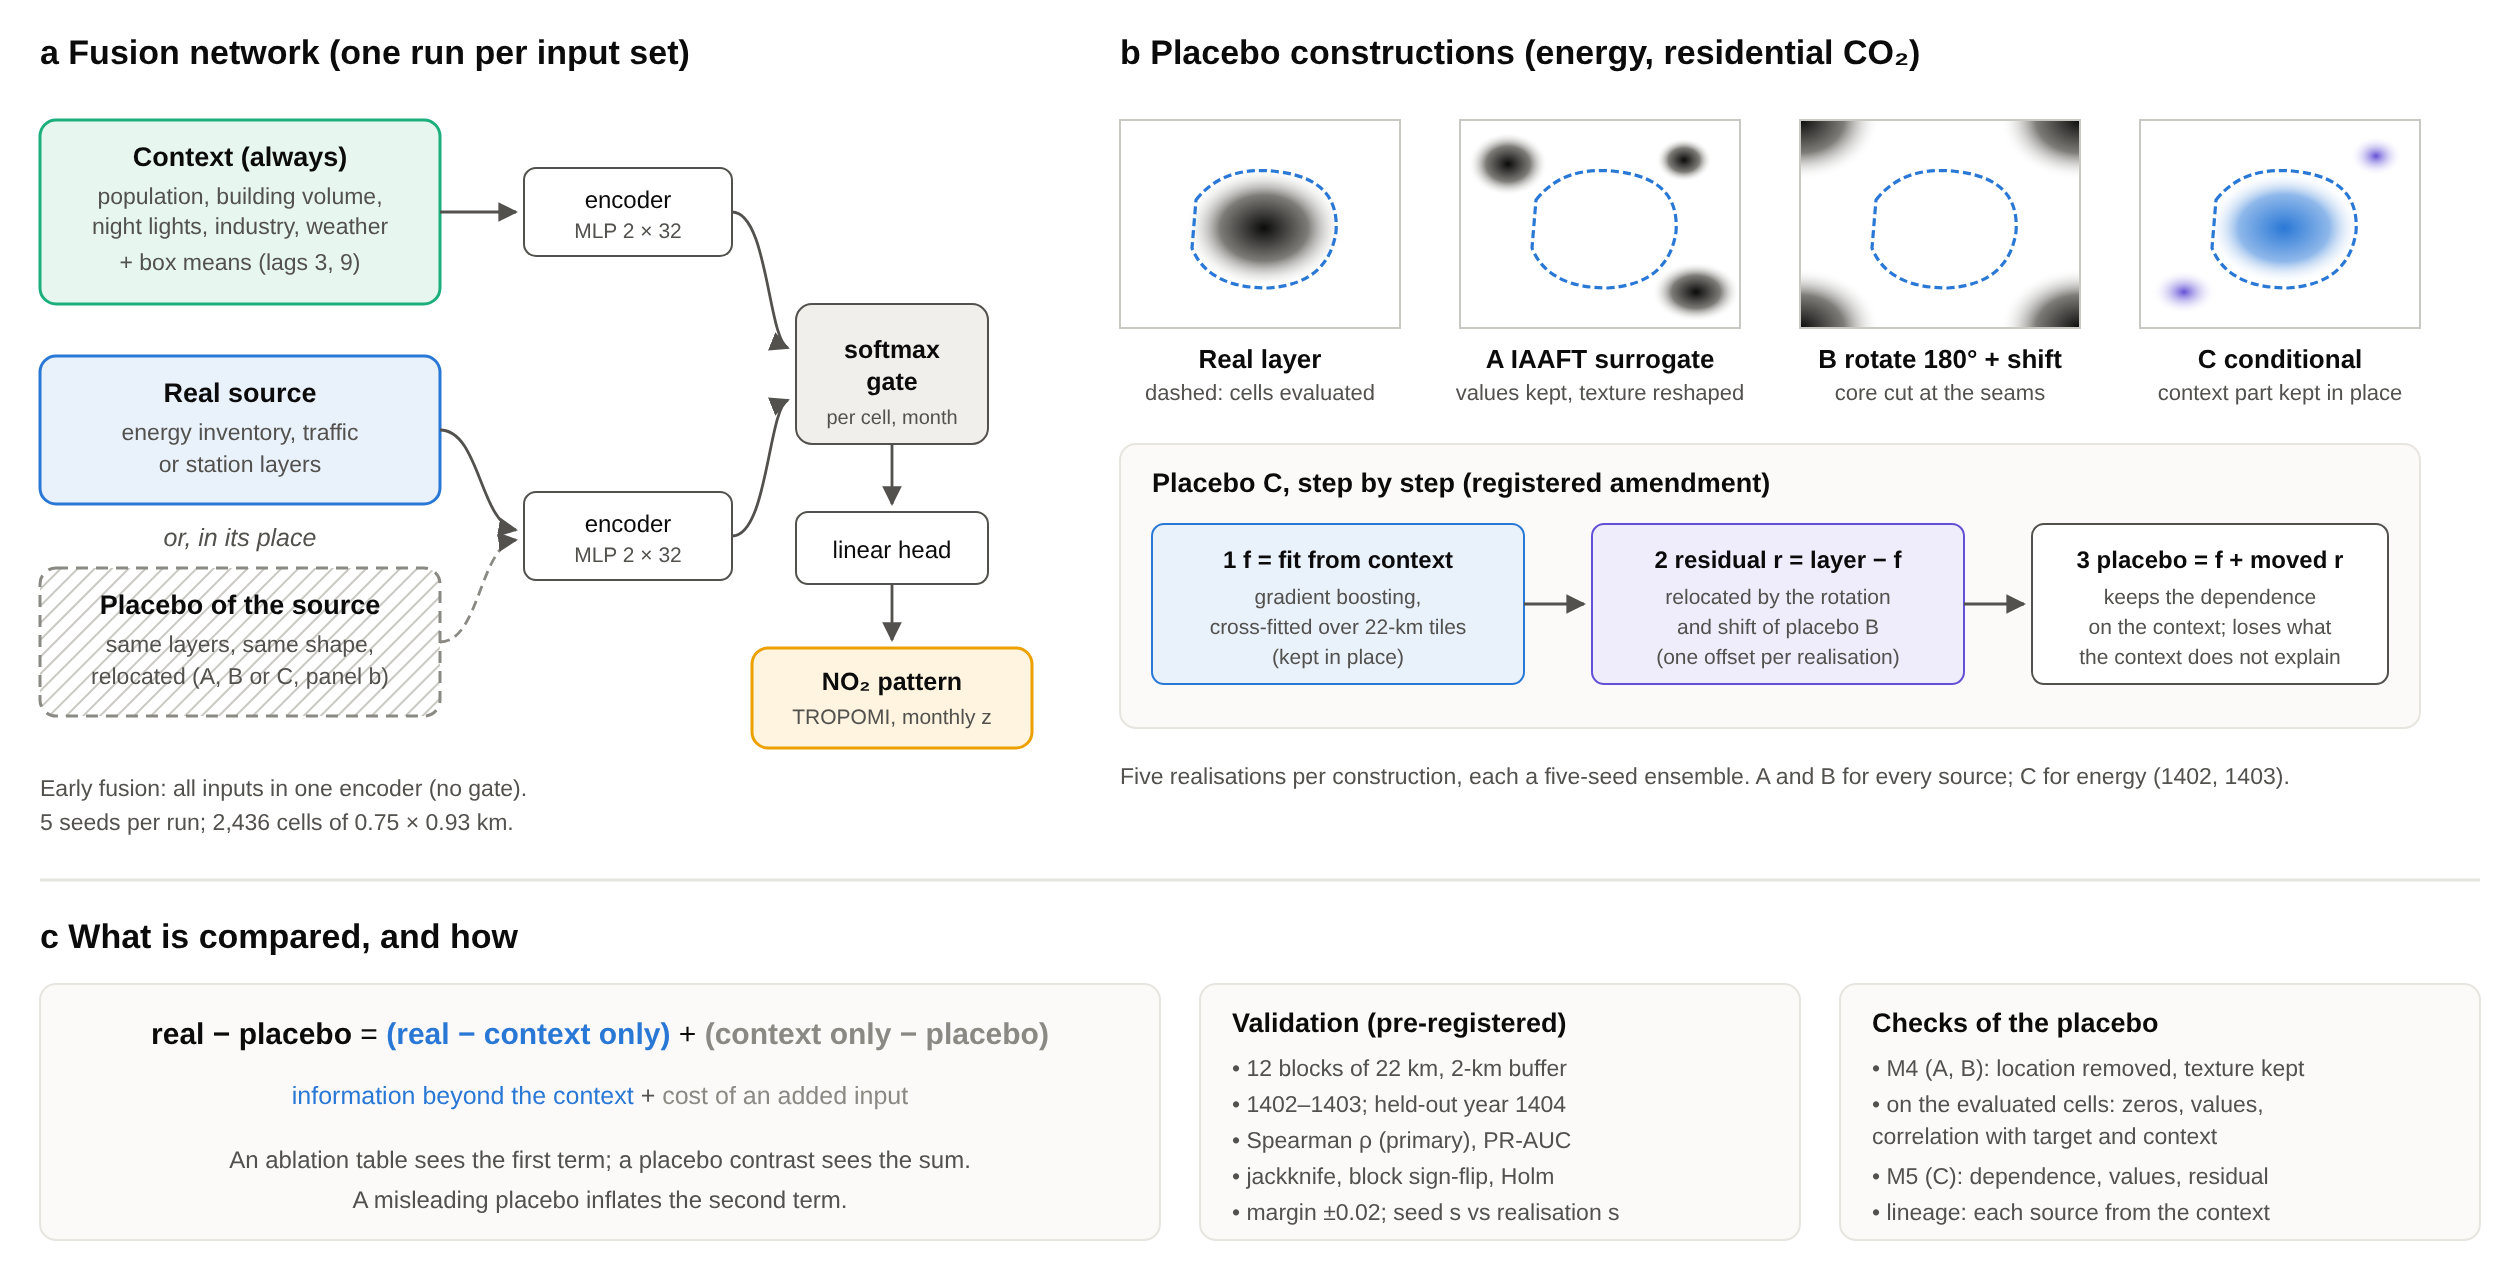 a Fusion network (one run per input set)
Context (always)
population, building volume,
night lights, industry, weather
+ box means (lags 3, 9)
encoder
MLP 2 × 32
Real source
energy inventory, traffic
or station layers
or, in its place
Placebo of the source
same layers, same shape,
relocated (A, B or C, panel b)
encoder
MLP 2 × 32
softmax
gate
per cell, month
linear head
NO₂ pattern
TROPOMI, monthly z
Early fusion: all inputs in one encoder (no gate).
5 seeds per run; 2,436 cells of 0.75 × 0.93 km.
b Placebo constructions (energy, residential CO₂)
Real layer
dashed: cells evaluated
A IAAFT surrogate
values kept, texture reshaped
B rotate 180° + shift
core cut at the seams
C conditional
context part kept in place
Placebo C, step by step (registered amendment)
1 f = fit from context
gradient boosting,
cross-fitted over 22-km tiles
(kept in place)
2 residual r = layer − f
relocated by the rotation
and shift of placebo B
(one offset per realisation)
3 placebo = f + moved r
keeps the dependence
on the context; loses what
the context does not explain
Five realisations per construction, each a five-seed ensemble. A and B for every source; C for energy (1402, 1403).
c What is compared, and how
real − placebo = (real − context only) + (context only − placebo)
information beyond the context + cost of an added input
An ablation table sees the first term; a placebo contrast sees the sum.
A misleading placebo inflates the second term.
Validation (pre-registered)
• 12 blocks of 22 km, 2-km buffer
• 1402–1403; held-out year 1404
• Spearman ρ (primary), PR-AUC
• jackknife, block sign-flip, Holm
• margin ±0.02; seed s vs realisation s
Checks of the placebo
• M4 (A, B): location removed, texture kept
• on the evaluated cells: zeros, values,
correlation with target and context
• M5 (C): dependence, values, residual
• lineage: each source from the context